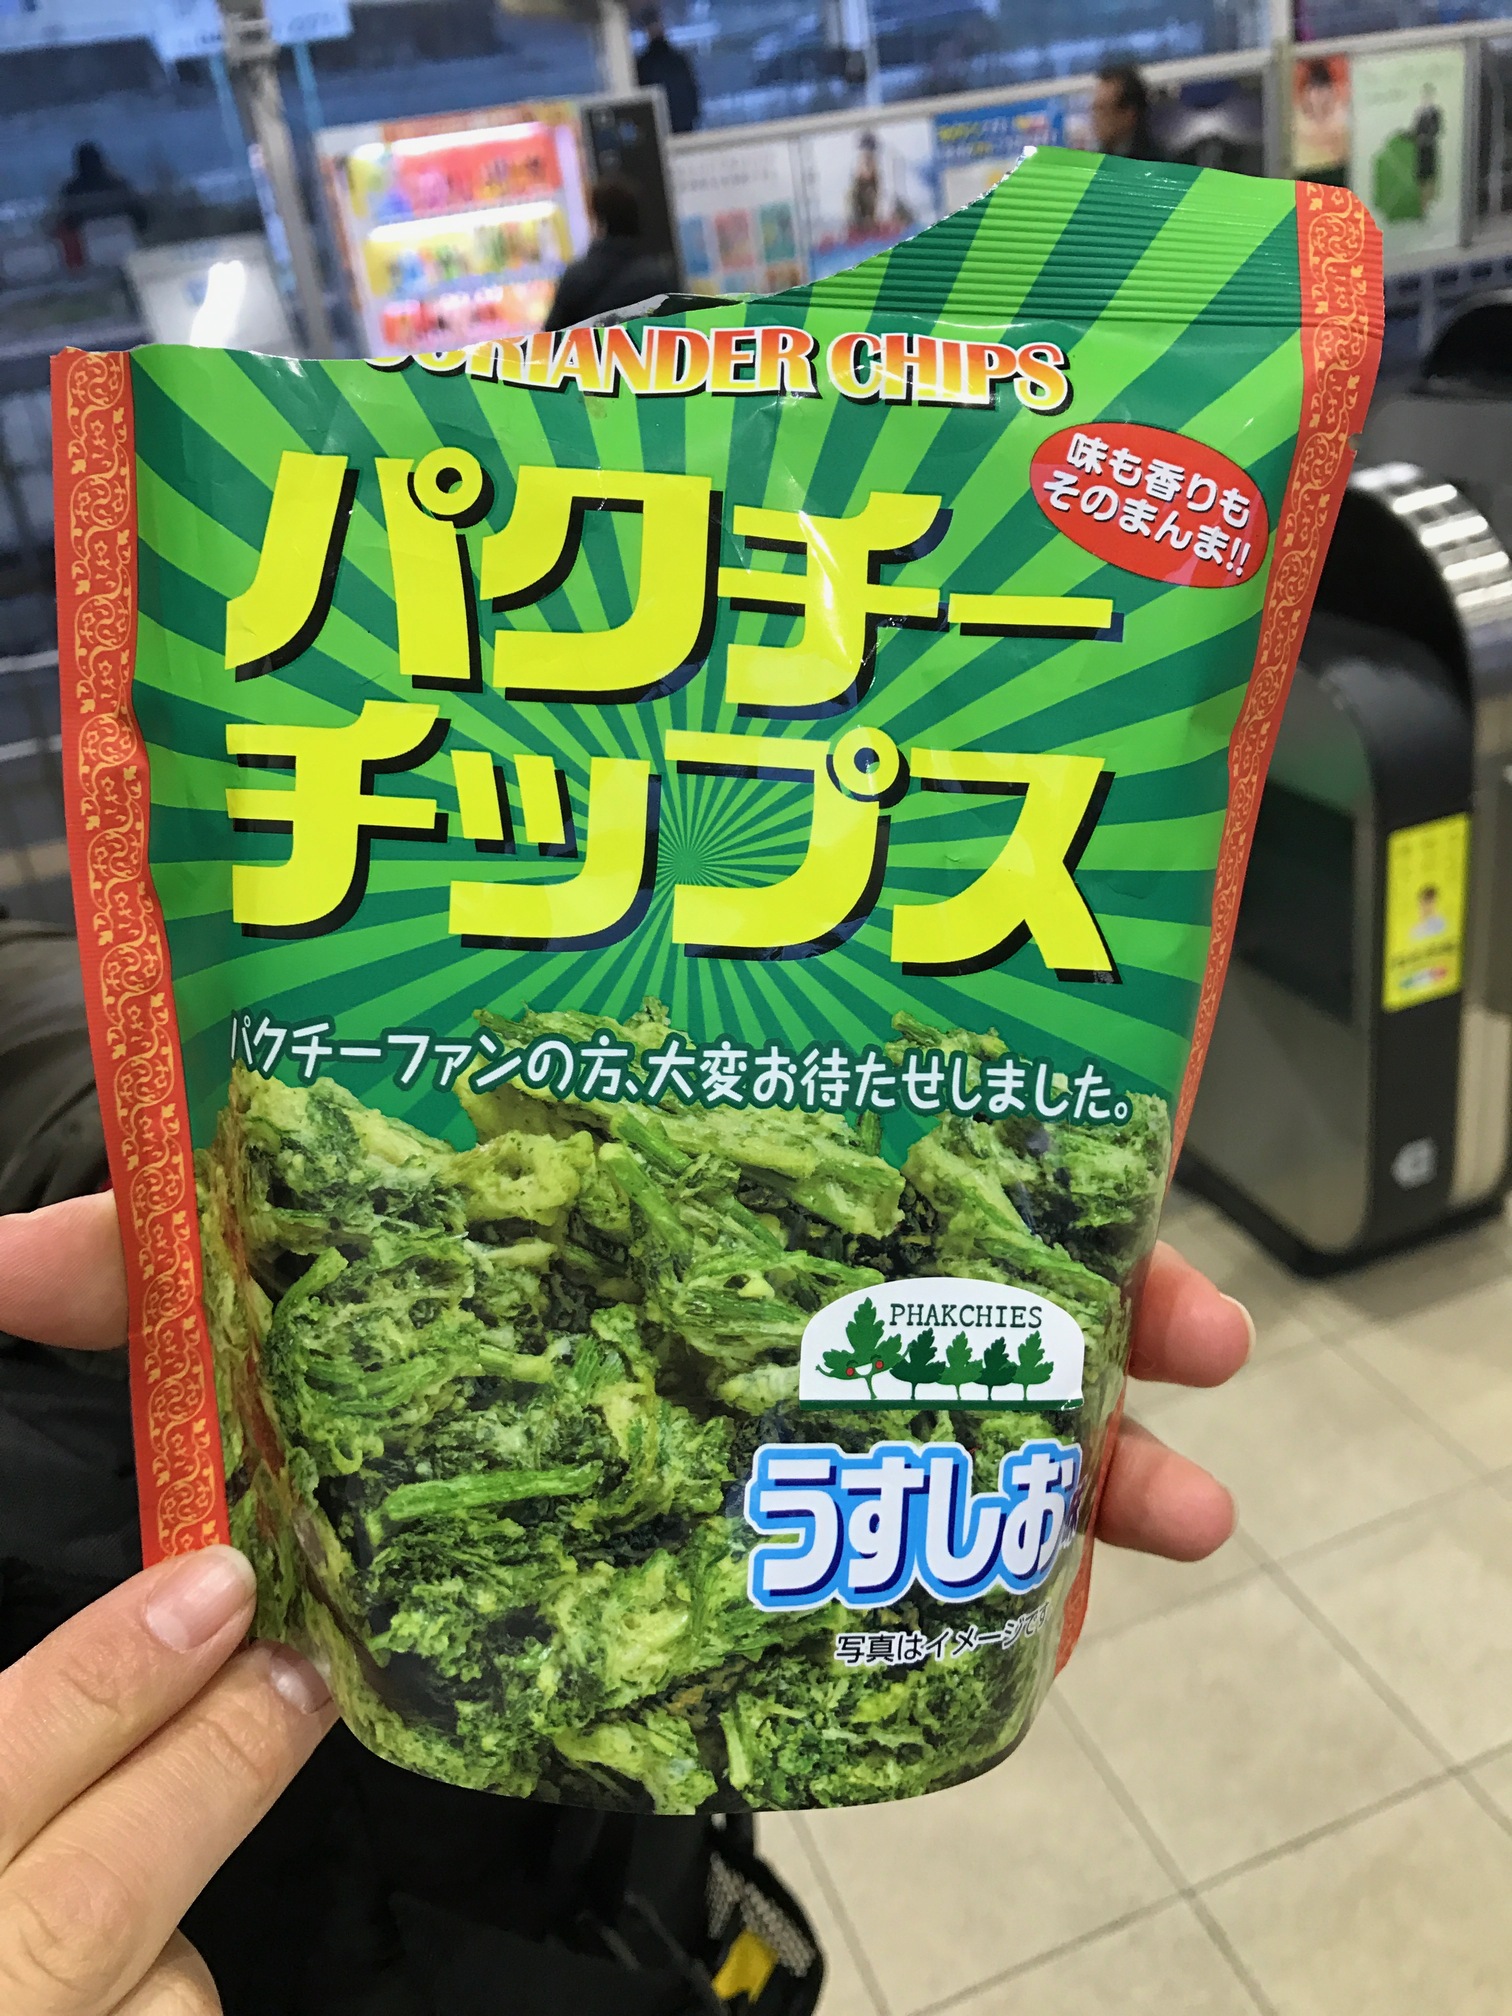 CORIANDER CHIPS
味も香りも
そのまんま!!
パクチー
チップス
パクチーファンの方、大変お待たせしました。
PHAKCHIES
うすしお味
写真はイメージです